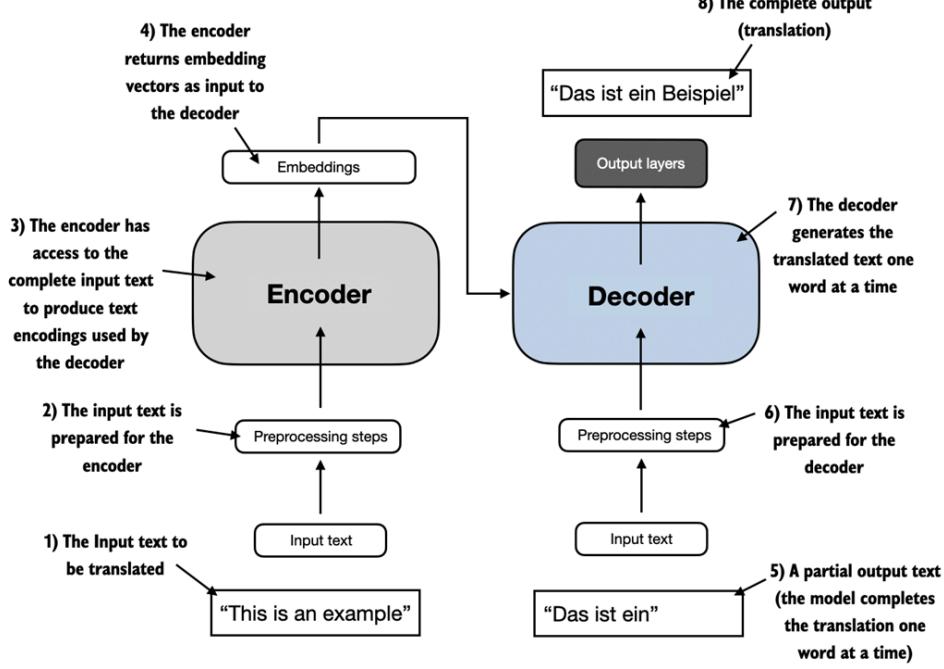 8) The complete output
(translation)
4) The encoder
returns embedding
vectors as input to
the decoder
“Das ist ein Beispiel”
Embeddings
Output layers
3) The encoder has
access to the
complete input text
to produce text
encodings used by
the decoder
7) The decoder
generates the
translated text one
word at a time
Encoder
Decoder
2) The input text is
prepared for the
encoder
Preprocessing steps
Preprocessing steps
6) The input text is
prepared for the
decoder
1) The Input text to
be translated
Input text
Input text
“This is an example”
“Das ist ein”
5) A partial output text
(the model completes
the translation one
word at a time)